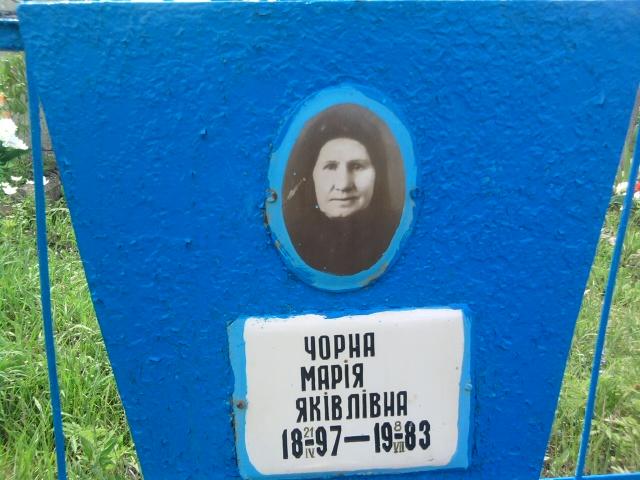 ЧОРНА
МАРІЯ
ЯКІВЛІВНА
18 21/IV 97 — 19 8/VII 83